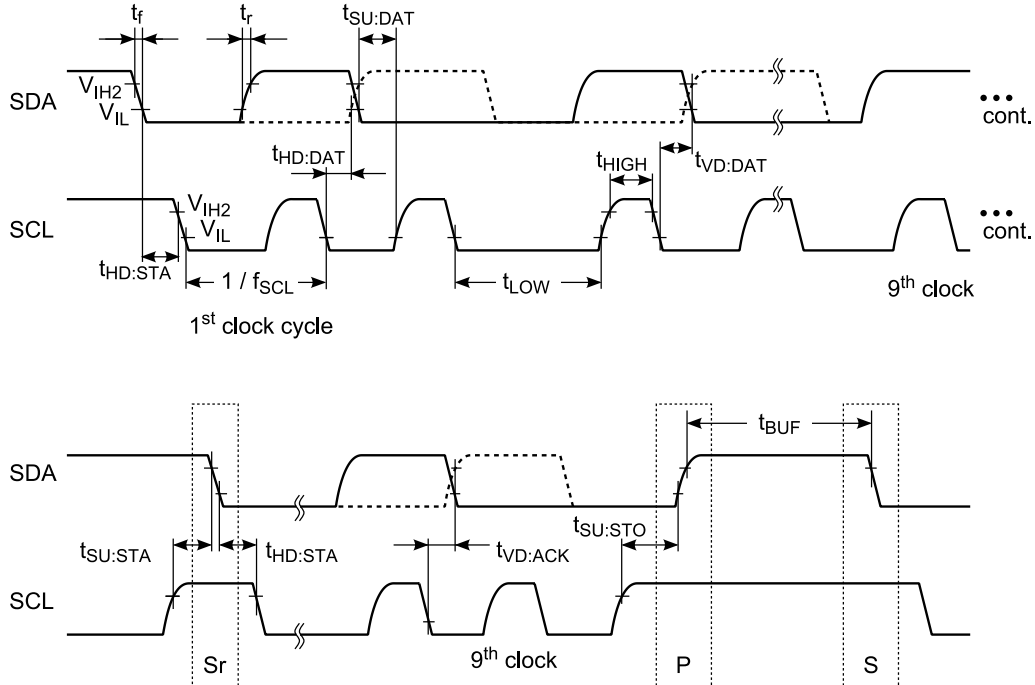 tf
tr
tSU:DAT
SDA
VIH2
VIL
cont.
tHD:DAT
tHIGH
tVD:DAT
SCL
VIH2
VIL
cont.
tHD:STA
1 / fSCL
tLOW
9th clock
1st clock cycle
tBUF
SDA
tSU:STA
tHD:STA
tVD:ACK
tSU:STO
SCL
9th clock
Sr
P
S